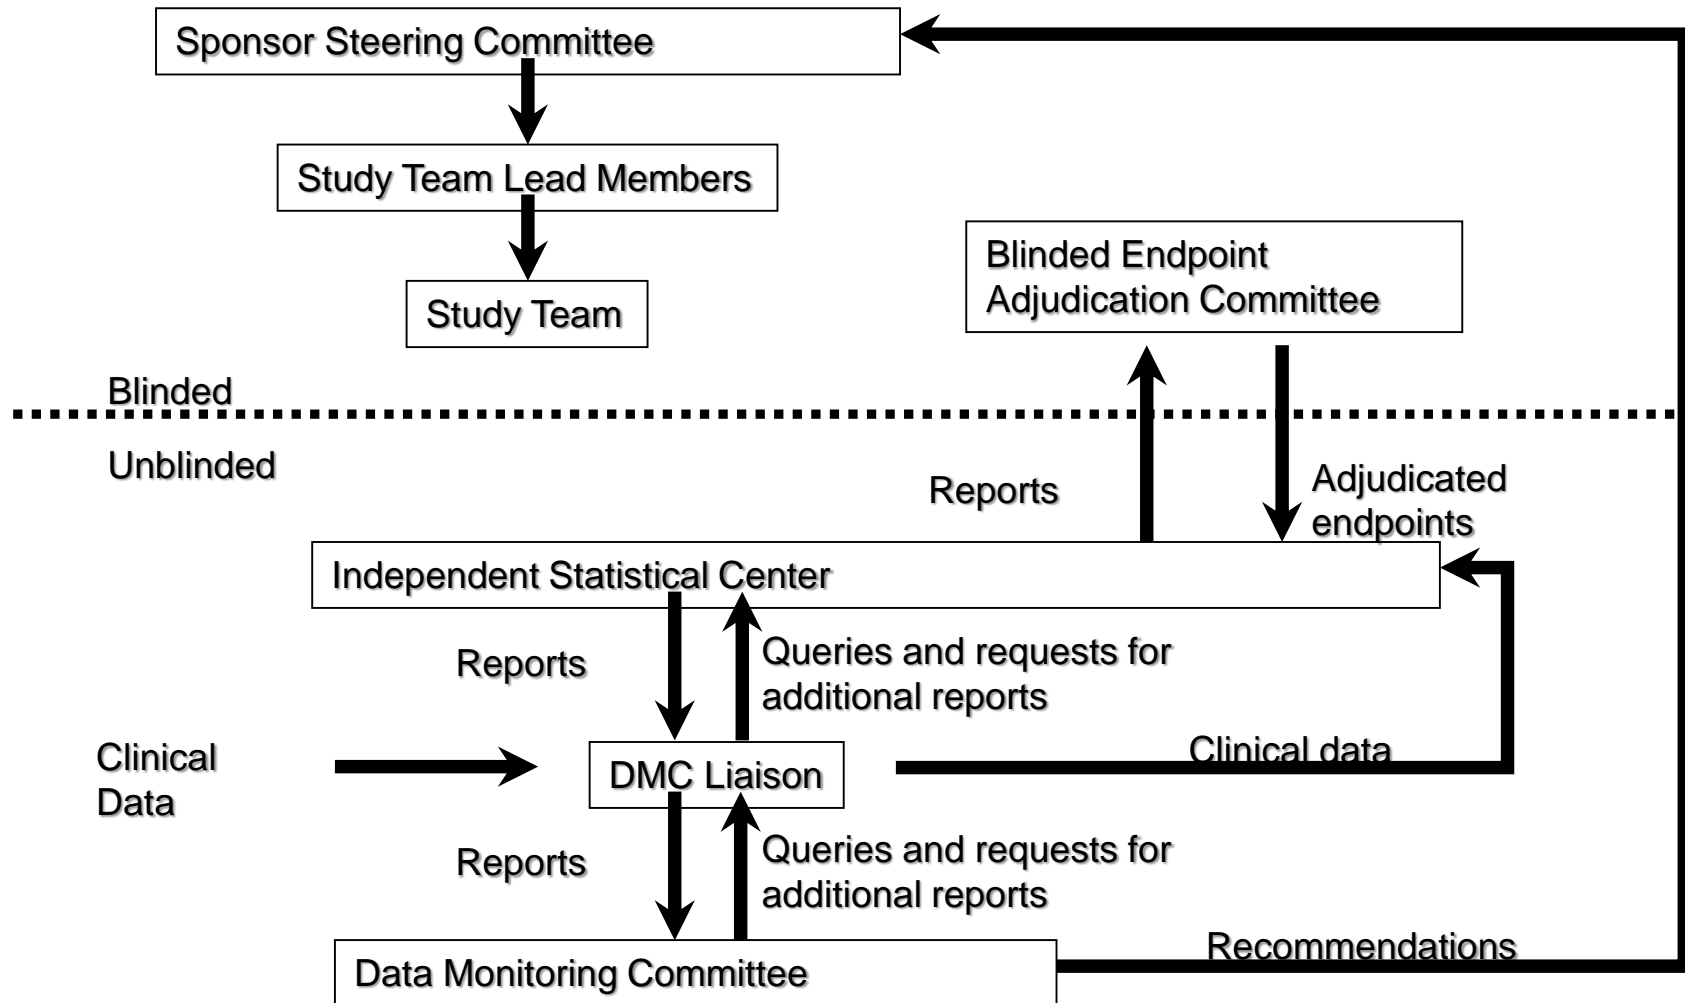 Sponsor Steering Committee
Study Team Lead Members
Blinded Endpoint
Adjudication Committee
Study Team
Blinded
Unblinded
Reports
Adjudicated
endpoints
Independent Statistical Center
Reports
Queries and requests for
additional reports
Clinical
Data
DMC Liaison
Clinical data
Reports
Queries and requests for
additional reports
Data Monitoring Committee
Recommendations